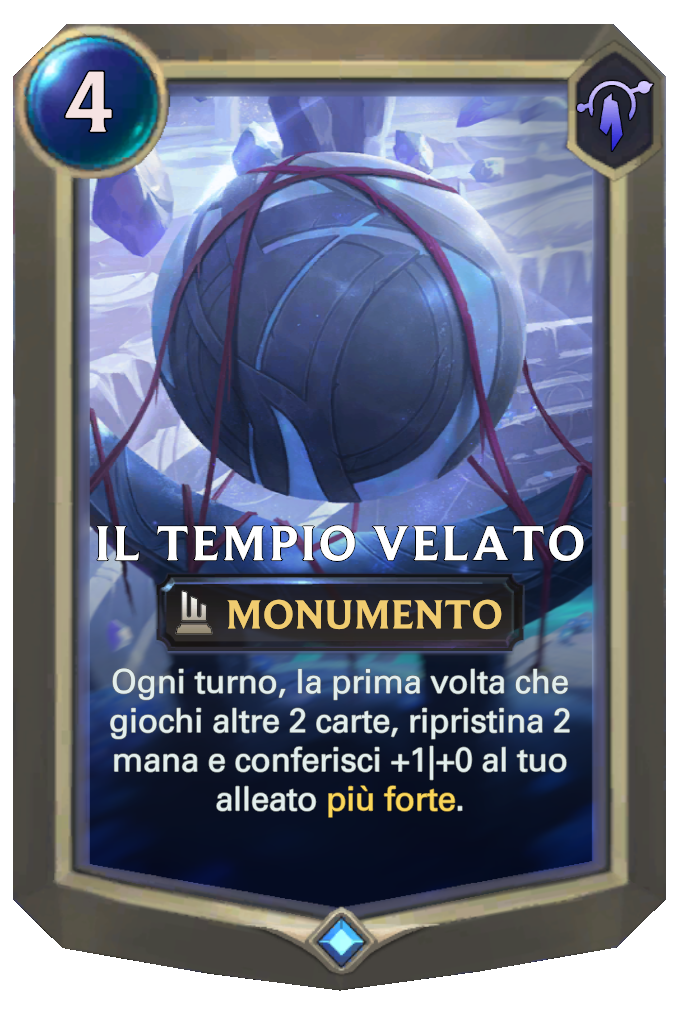 4
IL TEMPIO VELATO
MONUMENTO
Ogni turno, la prima volta che
giochi altre 2 carte, ripristina 2
mana e conferisci +1|+0 al tuo
alleato più forte.